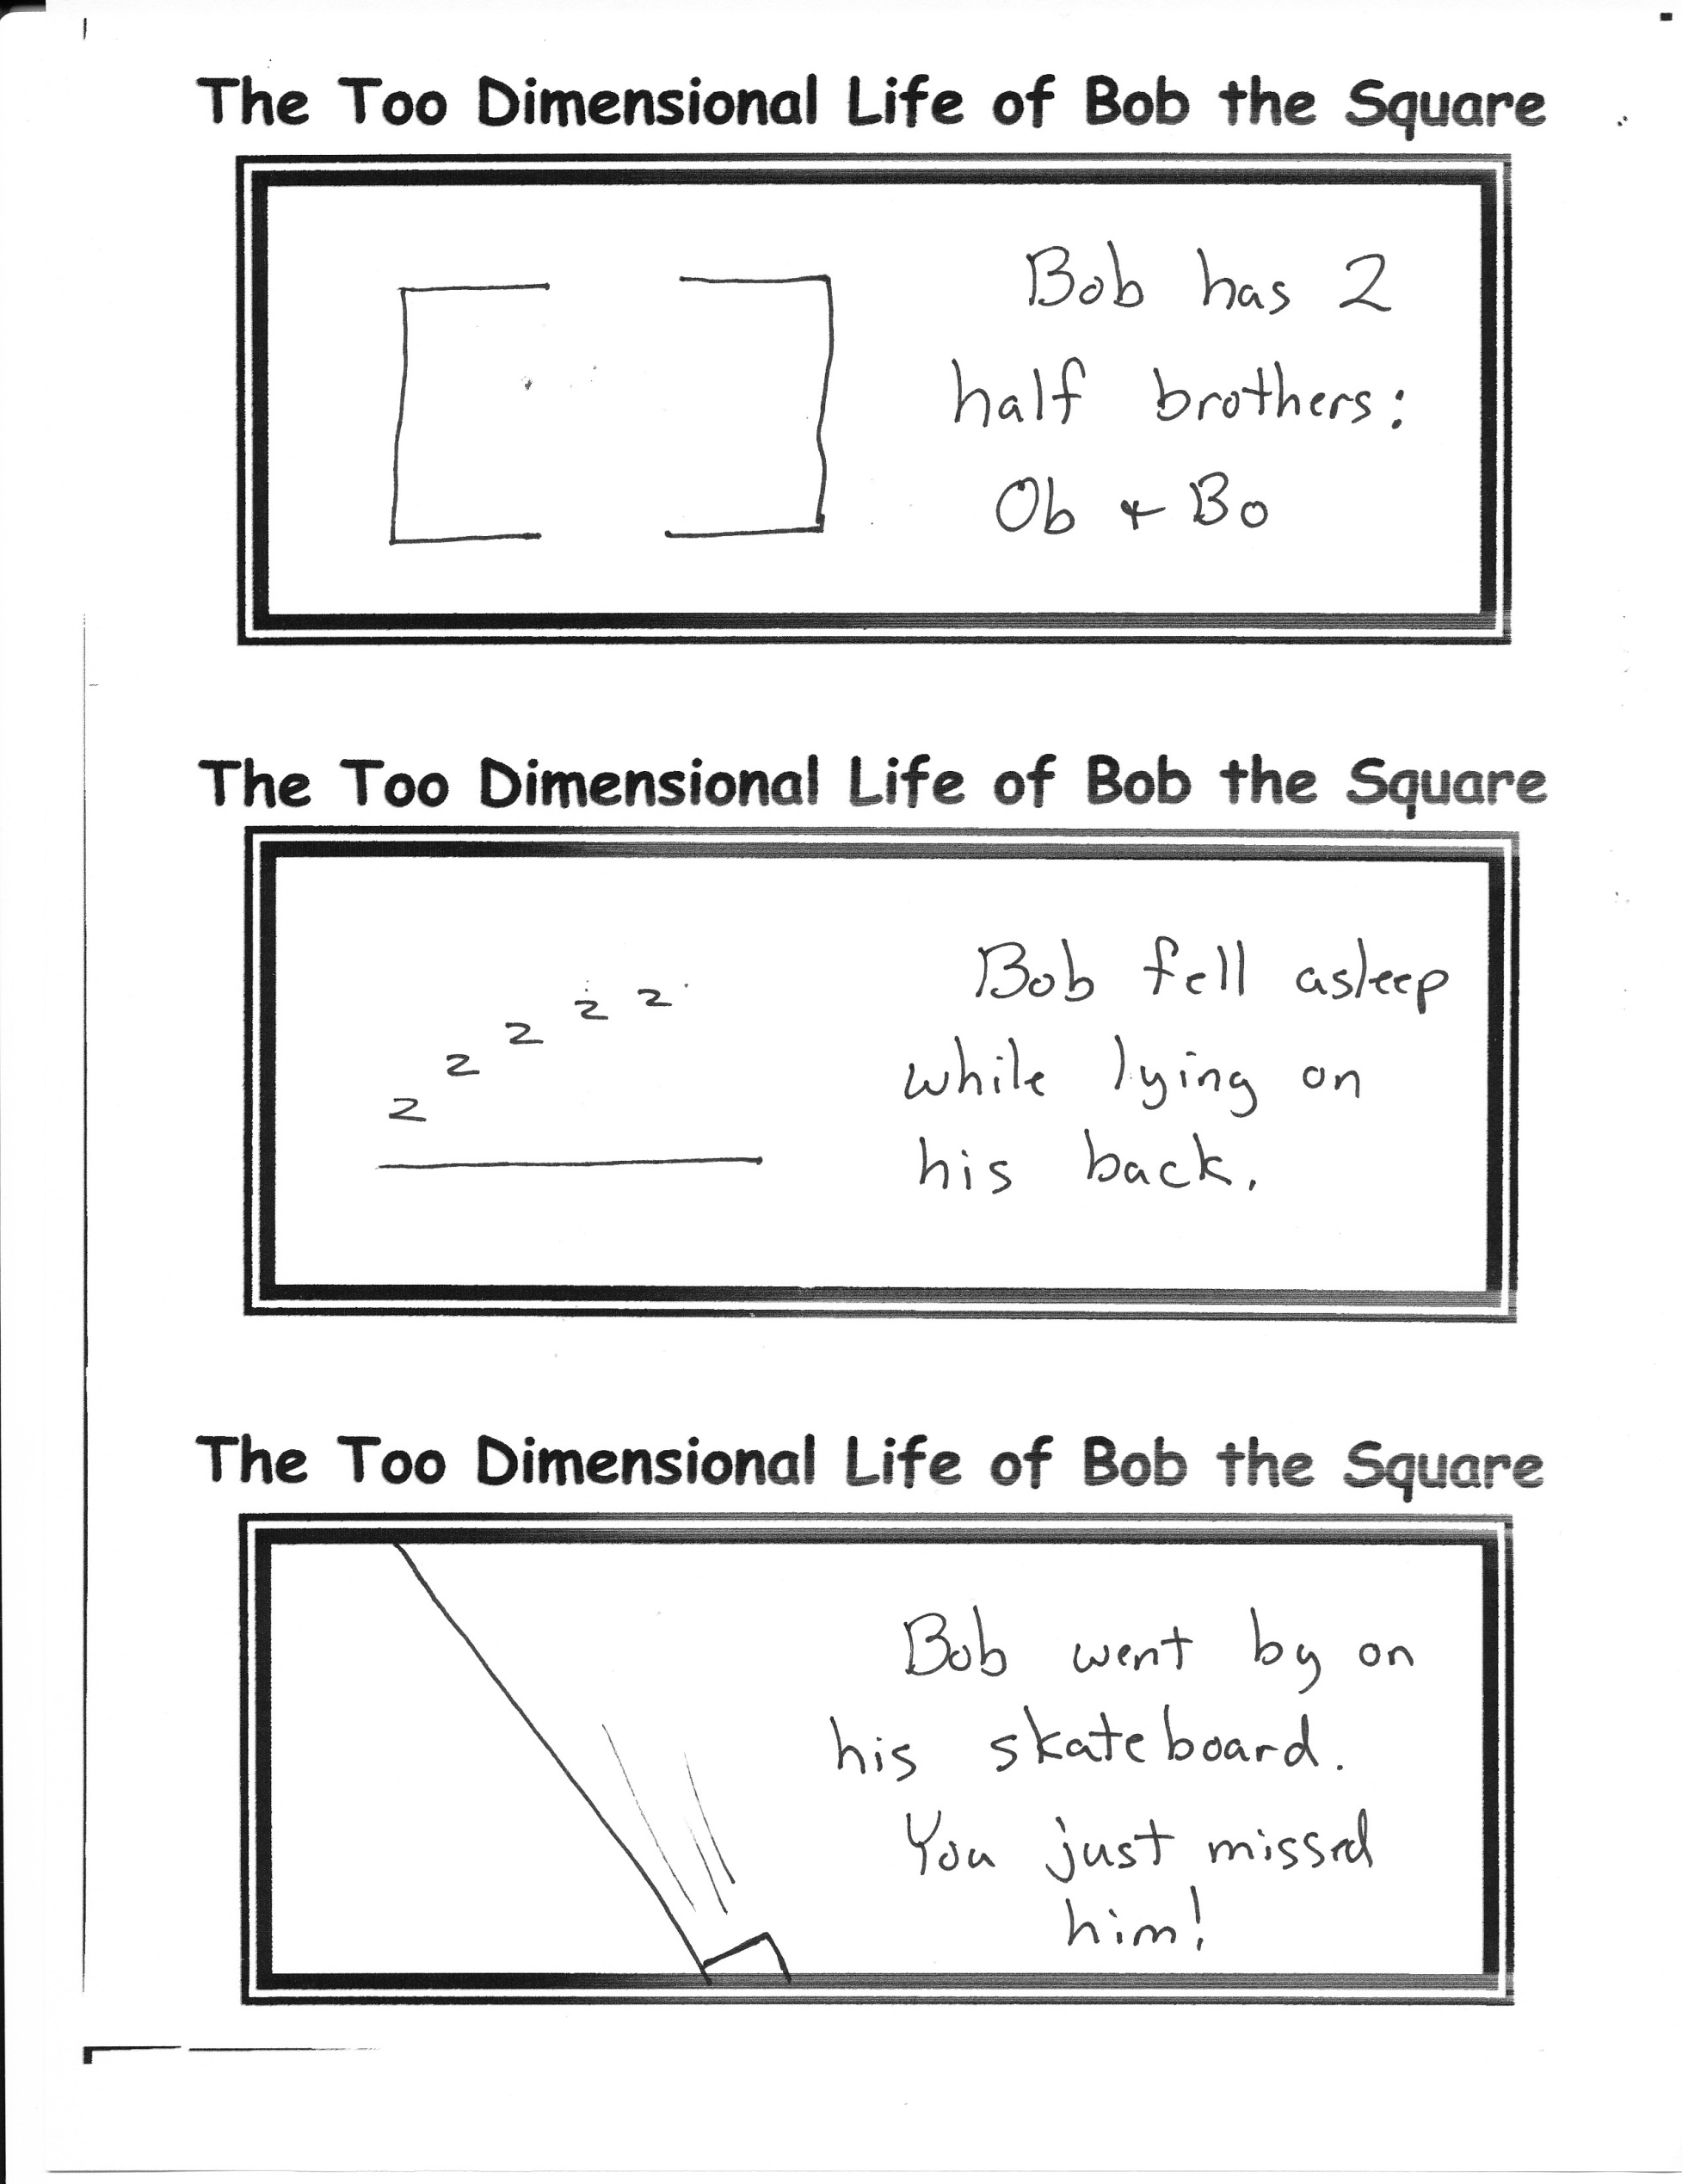 The Too Dimensional Life of Bob the Square
Bob has 2
half brothers:
Ob & Bo
The Too Dimensional Life of Bob the Square
z z z z z
Bob fell asleep
while lying on
his back.
The Too Dimensional Life of Bob the Square
Bob went by on
his skateboard.
You just missed
him!